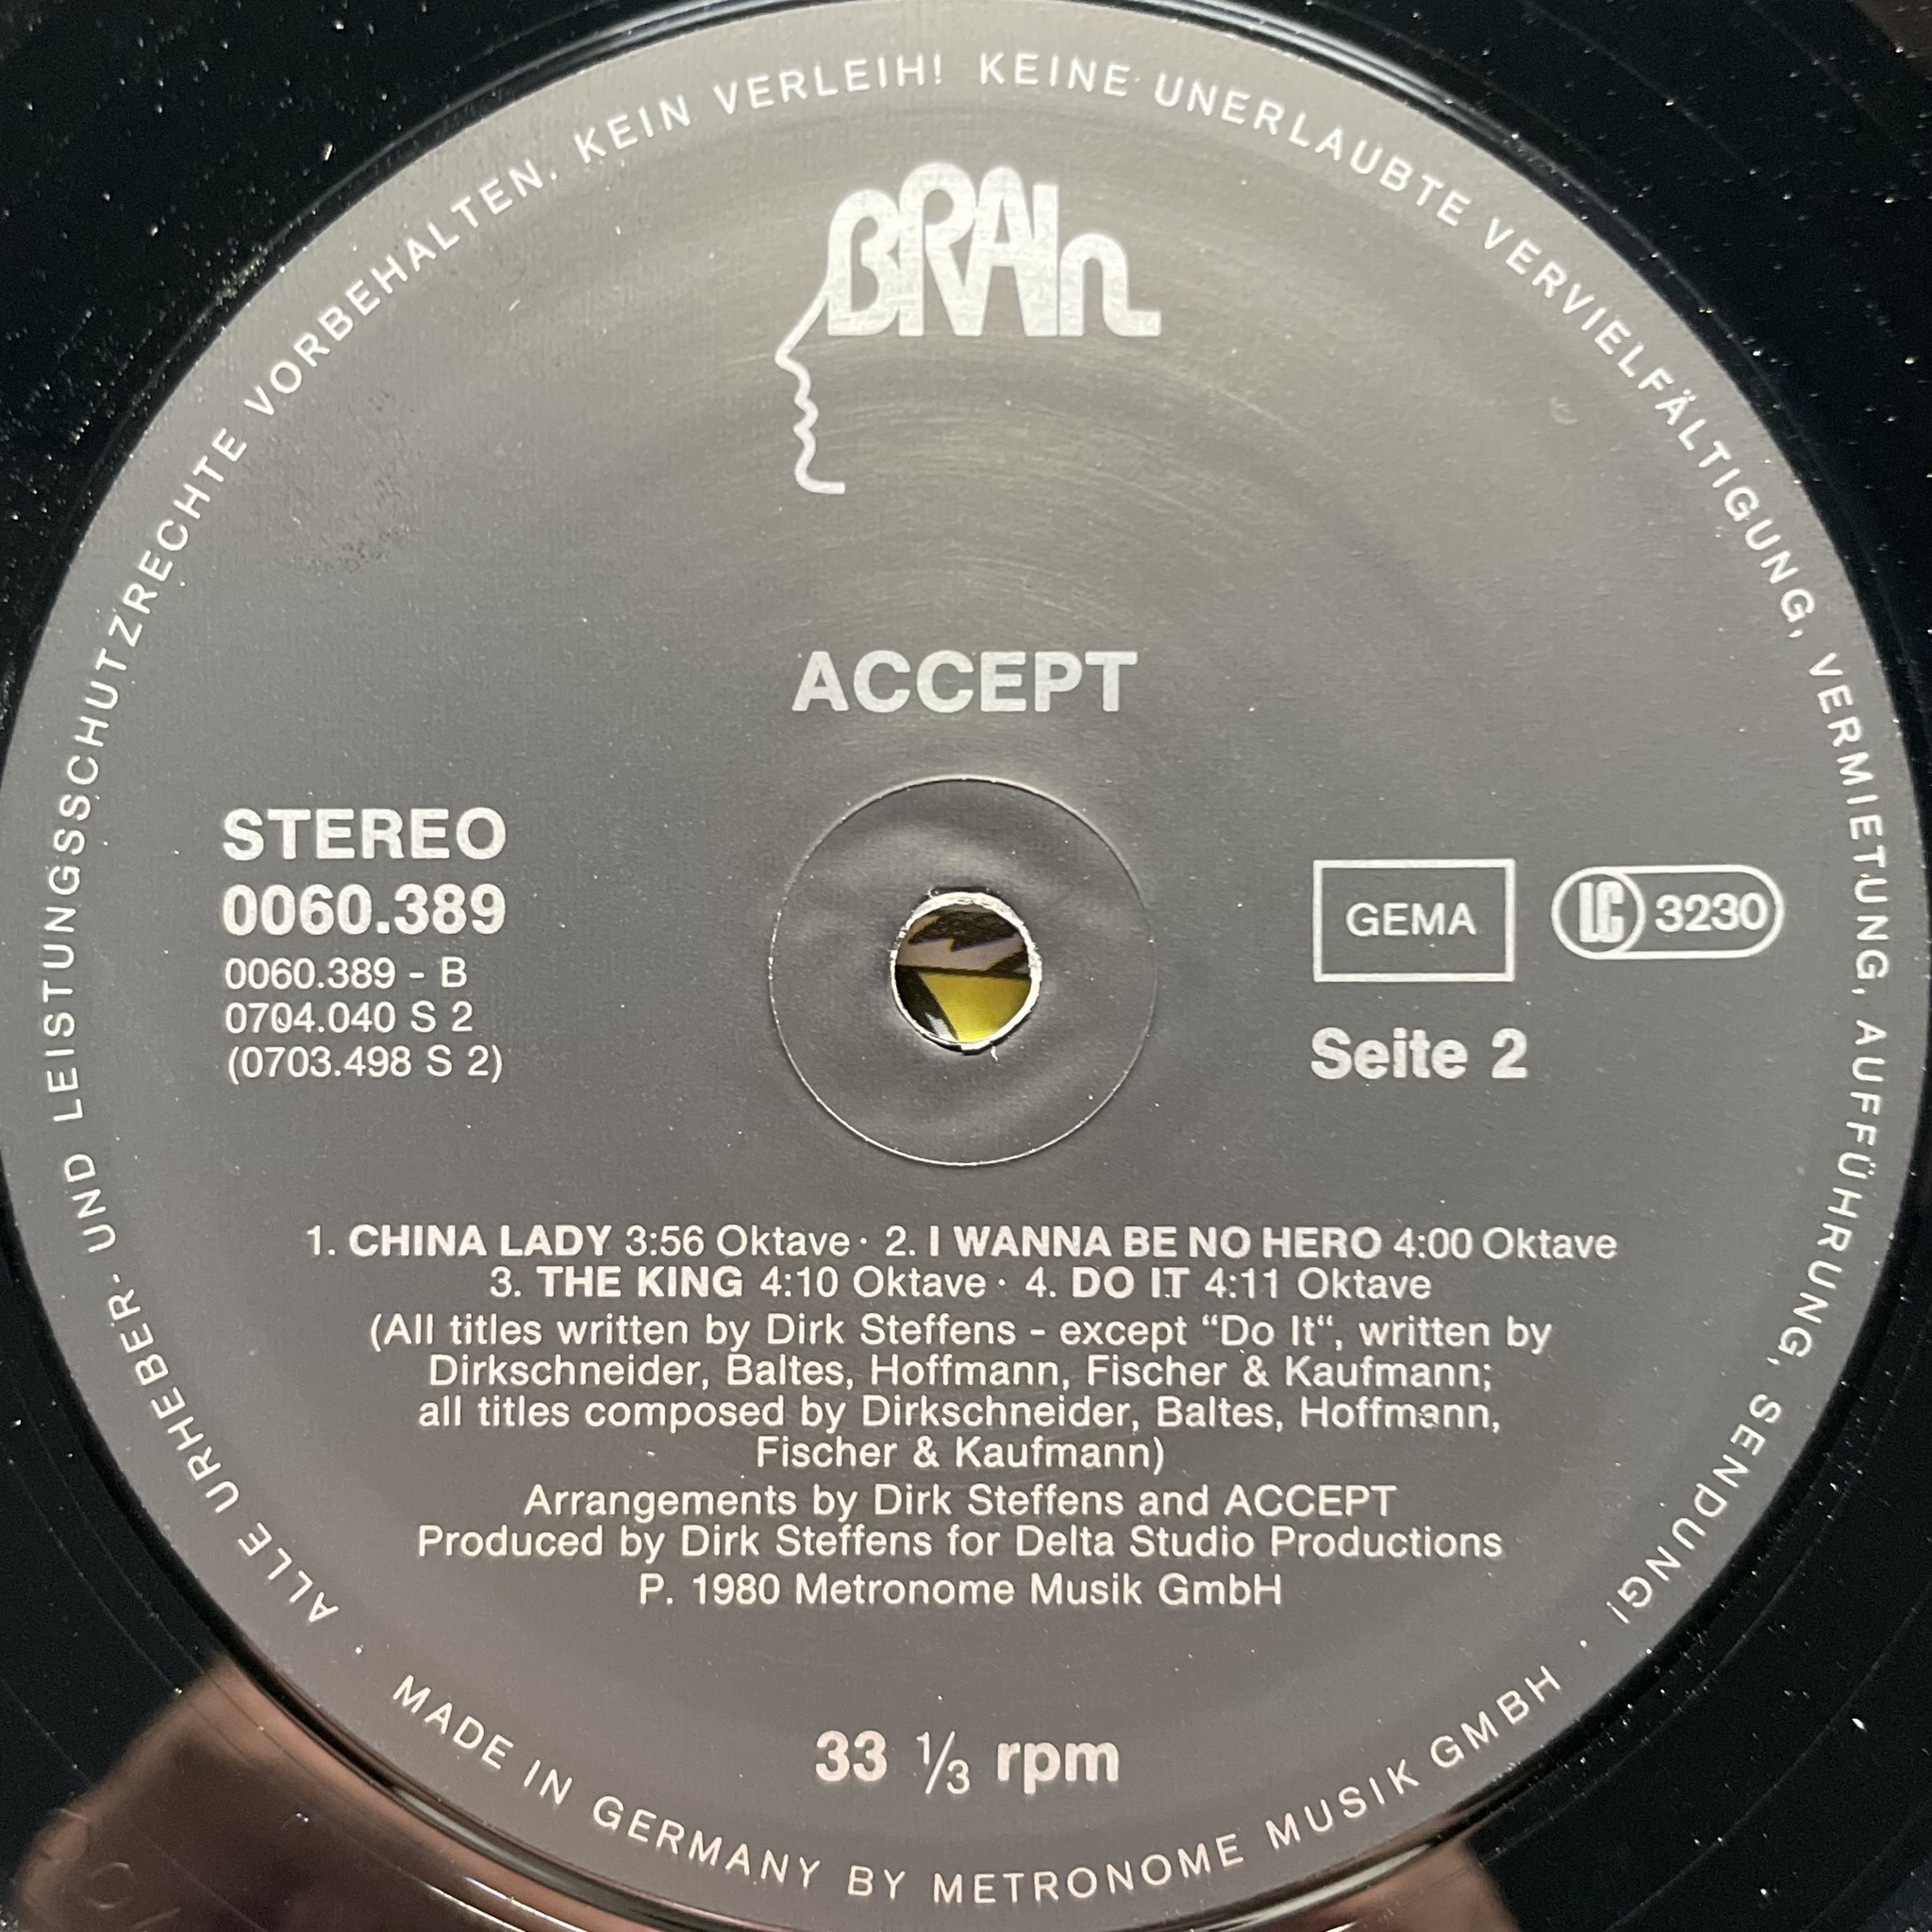 ALLE URHEBER- UND LEISTUNGSSCHUTZRECHTE VORBEHALTEN. KEIN VERLEIH! KEINE UNERLAUBTE VERVIELFÄLTIGUNG, VERMIETUNG, AUFFÜHRUNG, SENDUNG!
BRAIn
ACCEPT
STEREO
0060.389
0060.389 - B
0704.040 S 2
(0703.498 S 2)
GEMA
LC 3230
Seite 2
1. CHINA LADY 3:56 Oktave · 2. I WANNA BE NO HERO 4:00 Oktave
3. THE KING 4:10 Oktave · 4. DO IT 4:11 Oktave
(All titles written by Dirk Steffens - except “Do It“, written by
Dirkschneider, Baltes, Hoffmann, Fischer & Kaufmann;
all titles composed by Dirkschneider, Baltes, Hoffmann,
Fischer & Kaufmann)
Arrangements by Dirk Steffens and ACCEPT
Produced by Dirk Steffens for Delta Studio Productions
P. 1980 Metronome Musik GmbH
33 1/3 rpm
· MADE IN GERMANY BY METRONOME MUSIK GMBH ·